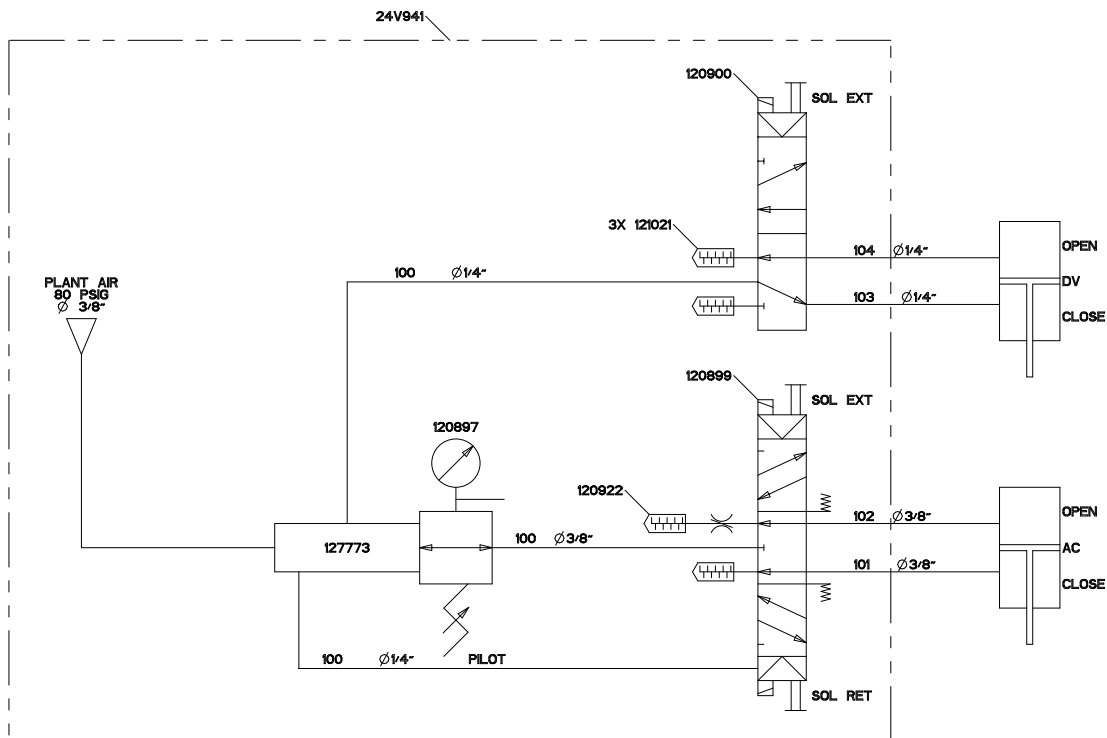 24V941
120900
SOL EXT
3X 121021
104 Ø1/4"
OPEN
PLANT AIR
80 PSIG
Ø 3/8"
100 Ø1/4"
DV
103 Ø1/4"
CLOSE
120899
SOL EXT
120897
120922
102 Ø3/8"
OPEN
127773
100 Ø3/8"
AC
101 Ø3/8"
CLOSE
100 Ø1/4"
PILOT
SOL RET